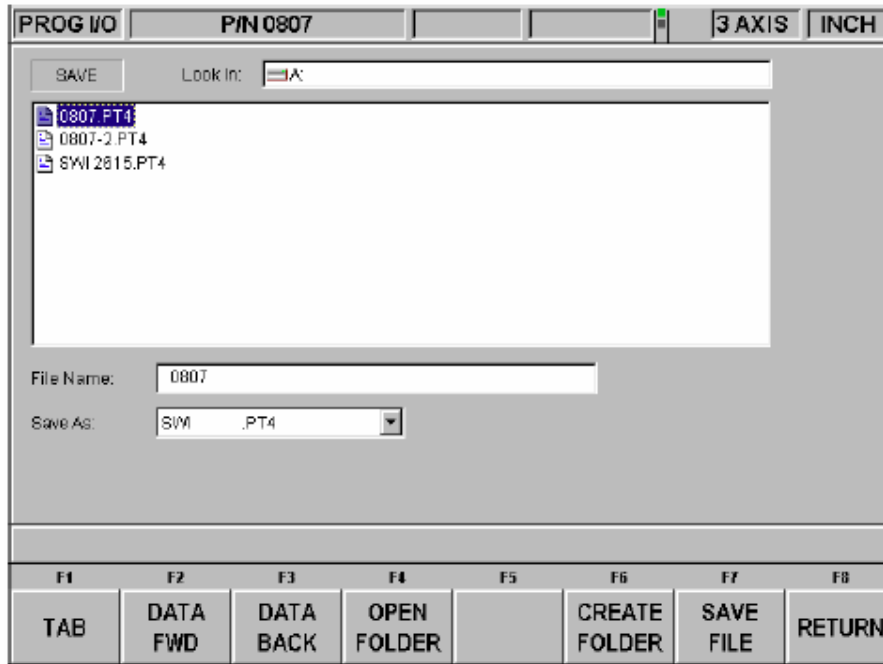 PROG I/O P/N 0807 3 AXIS INCH
SAVE Look In: A:
0807.PT4
0807-2.PT4
SWI 2615.PT4
File Name: 0807
Save As: SWI .PT4
F1 F2 F3 F4 F5 F6 F7 F8
TAB DATA FWD DATA BACK OPEN FOLDER CREATE FOLDER SAVE FILE RETURN